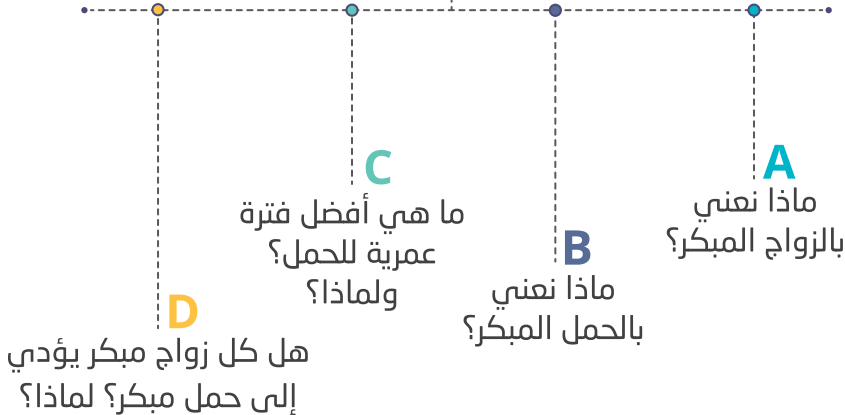 A
ماذا نعني
بالزواج المبكر؟
B
ماذا نعني
بالحمل المبكر؟
C
ما هي أفضل فترة
عمرية للحمل؟
ولماذا؟
D
هل كل زواج مبكر يؤدي
إلى حمل مبكر؟ لماذا؟